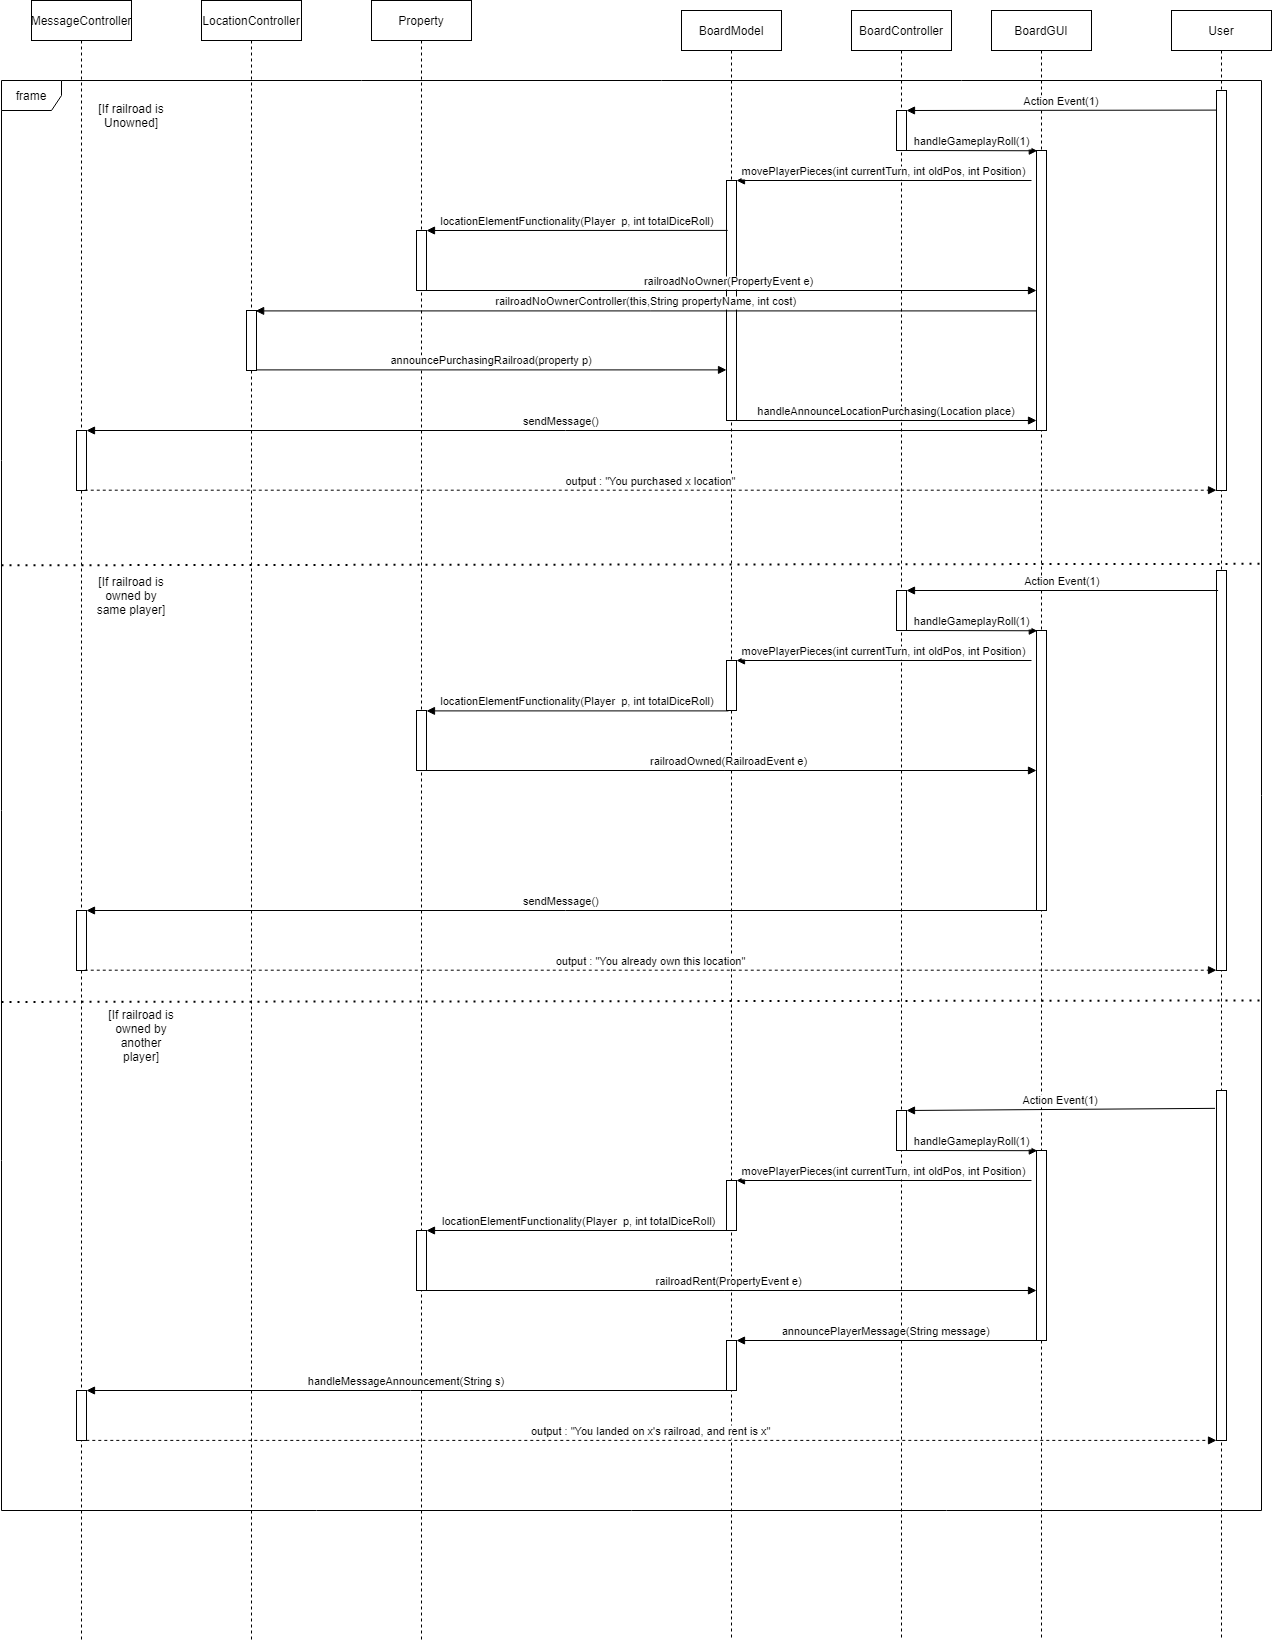 MessageController
LocationController
Property
BoardModel
BoardController
BoardGUI
User
frame
[If railroad is
Unowned]
Action Event(1)
handleGameplayRoll(1)
movePlayerPieces(int currentTurn, int oldPos, int Position)
locationElementFunctionality(Player  p, int totalDiceRoll)
railroadNoOwner(PropertyEvent e)
railroadNoOwnerController(this,String propertyName, int cost)
announcePurchasingRailroad(property p)
handleAnnounceLocationPurchasing(Location place)
sendMessage()
output : "You purchased x location"
[If railroad is
owned by
same player]
Action Event(1)
handleGameplayRoll(1)
movePlayerPieces(int currentTurn, int oldPos, int Position)
locationElementFunctionality(Player  p, int totalDiceRoll)
railroadOwned(RailroadEvent e)
sendMessage()
output : "You already own this location"
[If railroad is
owned by
another
player]
Action Event(1)
handleGameplayRoll(1)
movePlayerPieces(int currentTurn, int oldPos, int Position)
locationElementFunctionality(Player  p, int totalDiceRoll)
railroadRent(PropertyEvent e)
announcePlayerMessage(String message)
handleMessageAnnouncement(String s)
output : "You landed on x's railroad, and rent is x"